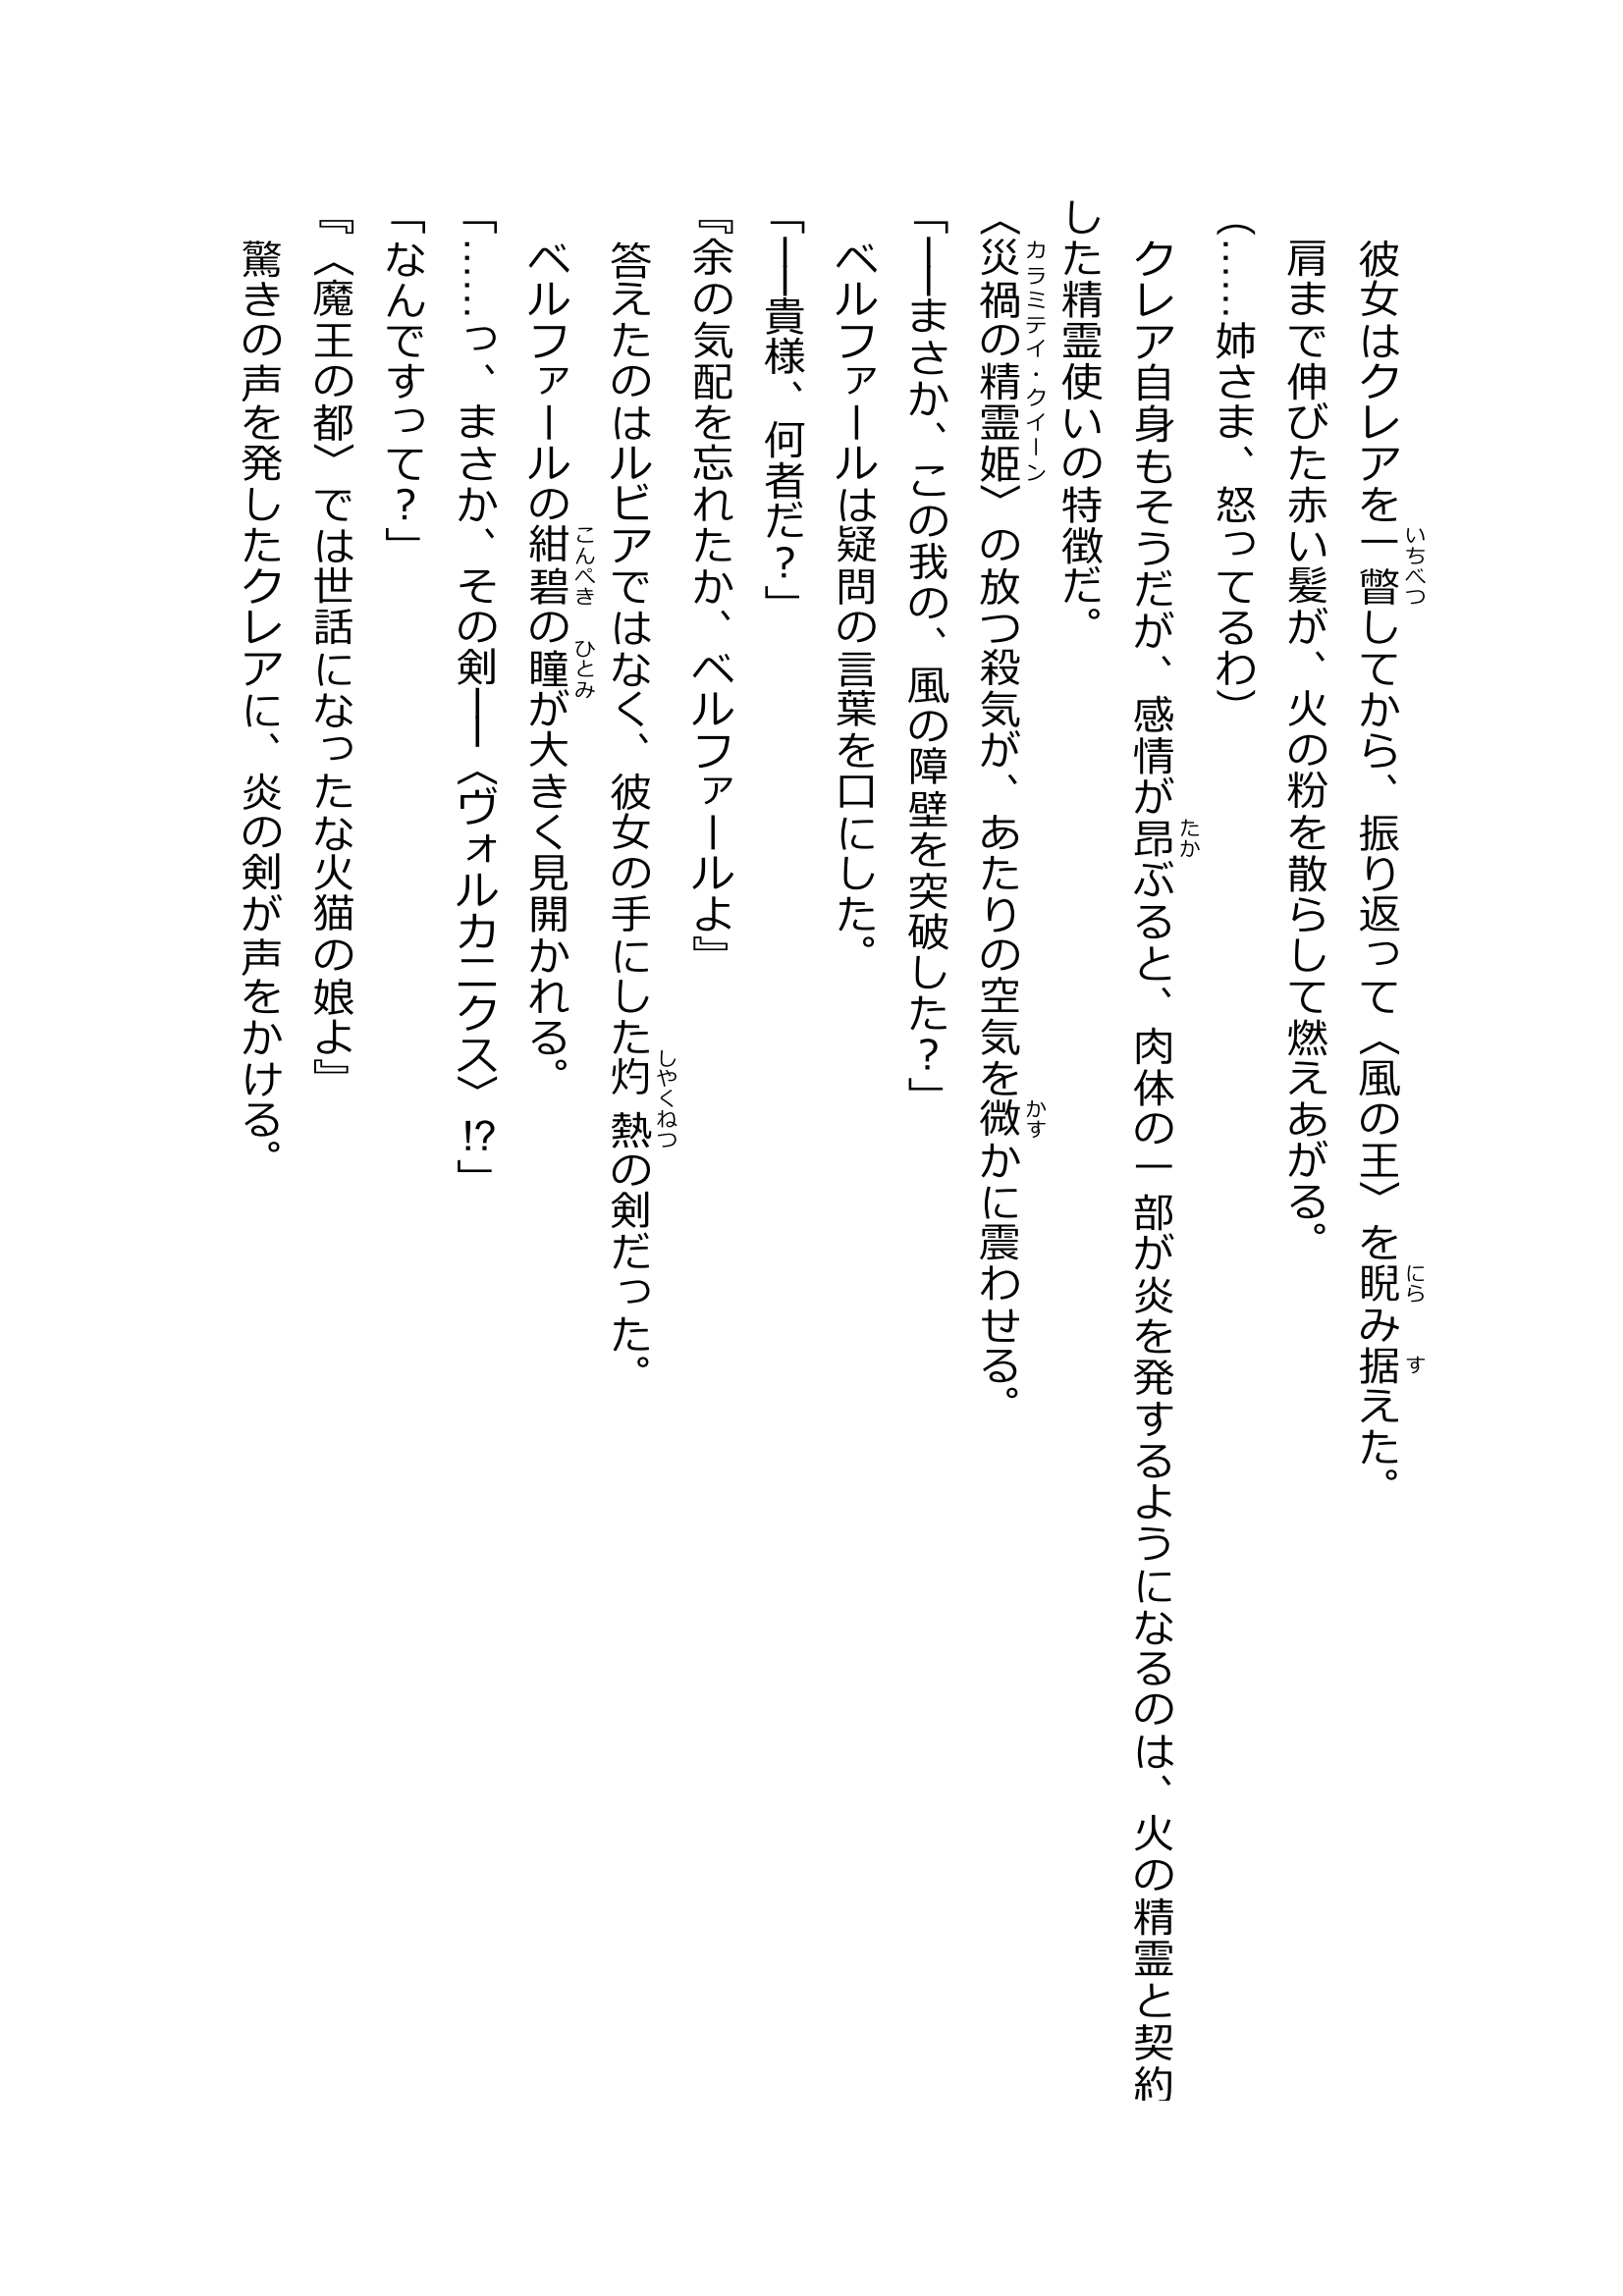 彼女はクレアを一瞥してから、振り返って〈風の王〉を睨み据えた。
肩まで伸びた赤い髪が、火の粉を散らして燃えあがる。
（……姉さま、怒ってるわ）
クレア自身もそうだが、感情が昂ぶると、肉体の一部が炎を発するようになるのは、火の精霊と契約
した精霊使いの特徴だ。
〈災禍の精霊姫〉の放つ殺気が、あたりの空気を微かに震わせる。
「――まさか、この我の、風の障壁を突破した？」
ベルファールは疑問の言葉を口にした。
「――貴様、何者だ？」
『余の気配を忘れたか、ベルファールよ』
答えたのはルビアではなく、彼女の手にした灼熱の剣だった。
ベルファールの紺碧の瞳が大きく見開かれる。
「……っ、まさか、その剣――〈ヴォルカニクス〉⁉」
「なんですって？」
『〈魔王の都〉では世話になったな火猫の娘よ』
驚きの声を発したクレアに、炎の剣が声をかける。
いちべつ
にら
す
たか
カラミテイ・クイーン
かす
しやくねつ
こんぺき
ひとみ